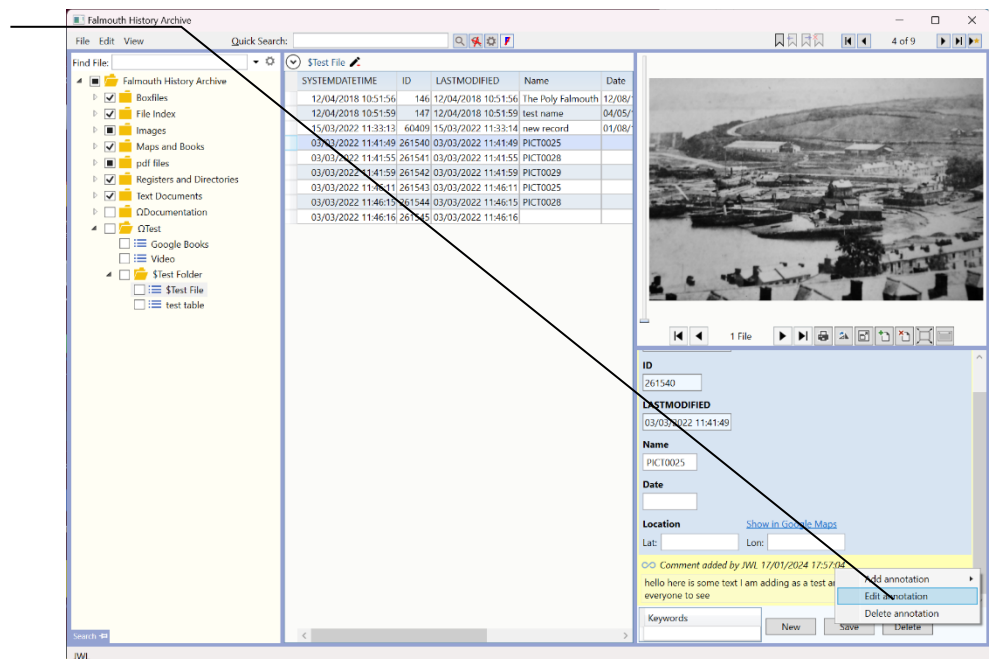 Falmouth History Archive
File Edit View Quick Search: 4 of 9
Find File:
Falmouth History Archive
Boxfiles
File Index
Images
Maps and Books
pdf files
Registers and Directories
Text Documents
ΩDocumentation
ΩTest
Google Books
Video
$Test Folder
$Test File
test table
Search
JWL
$Test File
SYSTEMDATETIME ID LASTMODIFIED Name Date
12/04/2018 10:51:56 146 12/04/2018 10:51:56 The Poly Falmouth 12/08/
12/04/2018 10:51:59 147 12/04/2018 10:51:59 test name 04/05/
15/03/2022 11:33:13 60409 15/03/2022 11:33:14 new record 01/08/
03/03/2022 11:41:49 261540 03/03/2022 11:41:49 PICT0025
03/03/2022 11:41:55 261541 03/03/2022 11:41:55 PICT0028
03/03/2022 11:41:59 261542 03/03/2022 11:41:59 PICT0029
03/03/2022 11:46:11 261543 03/03/2022 11:46:11 PICT0025
03/03/2022 11:46:15 261544 03/03/2022 11:46:15 PICT0028
03/03/2022 11:46:16 261545 03/03/2022 11:46:16
1 File
ID
261540
LASTMODIFIED
03/03/2022 11:41:49
Name
PICT0025
Date
Location Show in Google Maps
Lat: Lon:
Comment added by JWL 17/01/2024 17:57:04
hello here is some text I am adding as a test
everyone to see
Add annotation
Edit annotation
Delete annotation
Keywords
New Save Delete